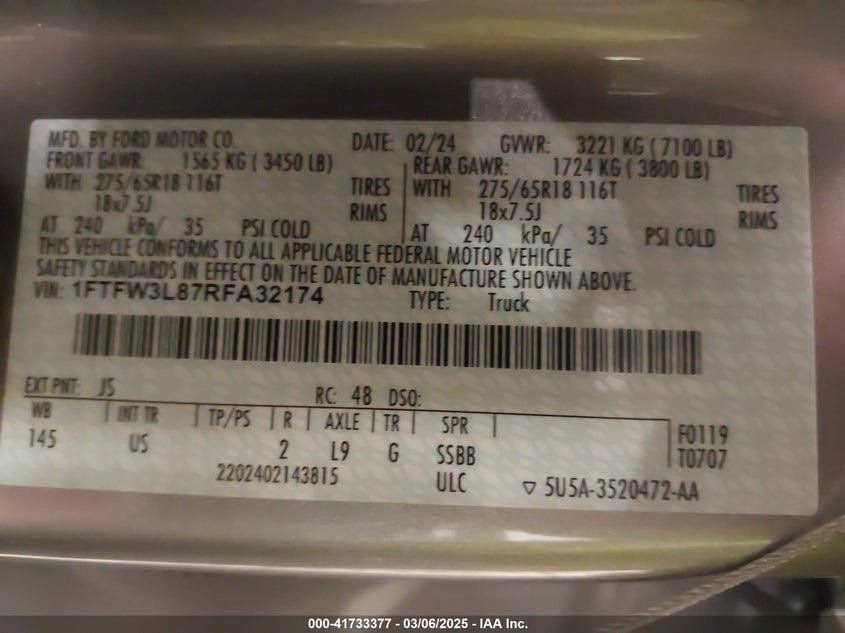 MFD. BY FORD MOTOR CO. DATE: 02/24 GVWR: 3221 KG ( 7100 LB)
FRONT GAWR: 1565 KG ( 3450 LB) REAR GAWR: 1724 KG ( 3800 LB)
WITH 275/65R18 116T TIRES WITH 275/65R18 116T TIRES
18x7.5J RIMS 18x7.5J RIMS
AT 240 kPa/ 35 PSI COLD AT 240 kPa/ 35 PSI COLD
THIS VEHICLE CONFORMS TO ALL APPLICABLE FEDERAL MOTOR VEHICLE
SAFETY STANDARDS IN EFFECT ON THE DATE OF MANUFACTURE SHOWN ABOVE.
VIN: 1FTFW3L87RFA32174 TYPE: Truck
EXT PNT: JS RC: 48 DSO:
WB INT TR TP/PS R AXLE TR SPR F0119
145 US 2 L9 G SSBB T0707
2202402143815 ULC ▽ 5U5A-3520472-AA
000-41733377 - 03/06/2025 - IAA Inc.